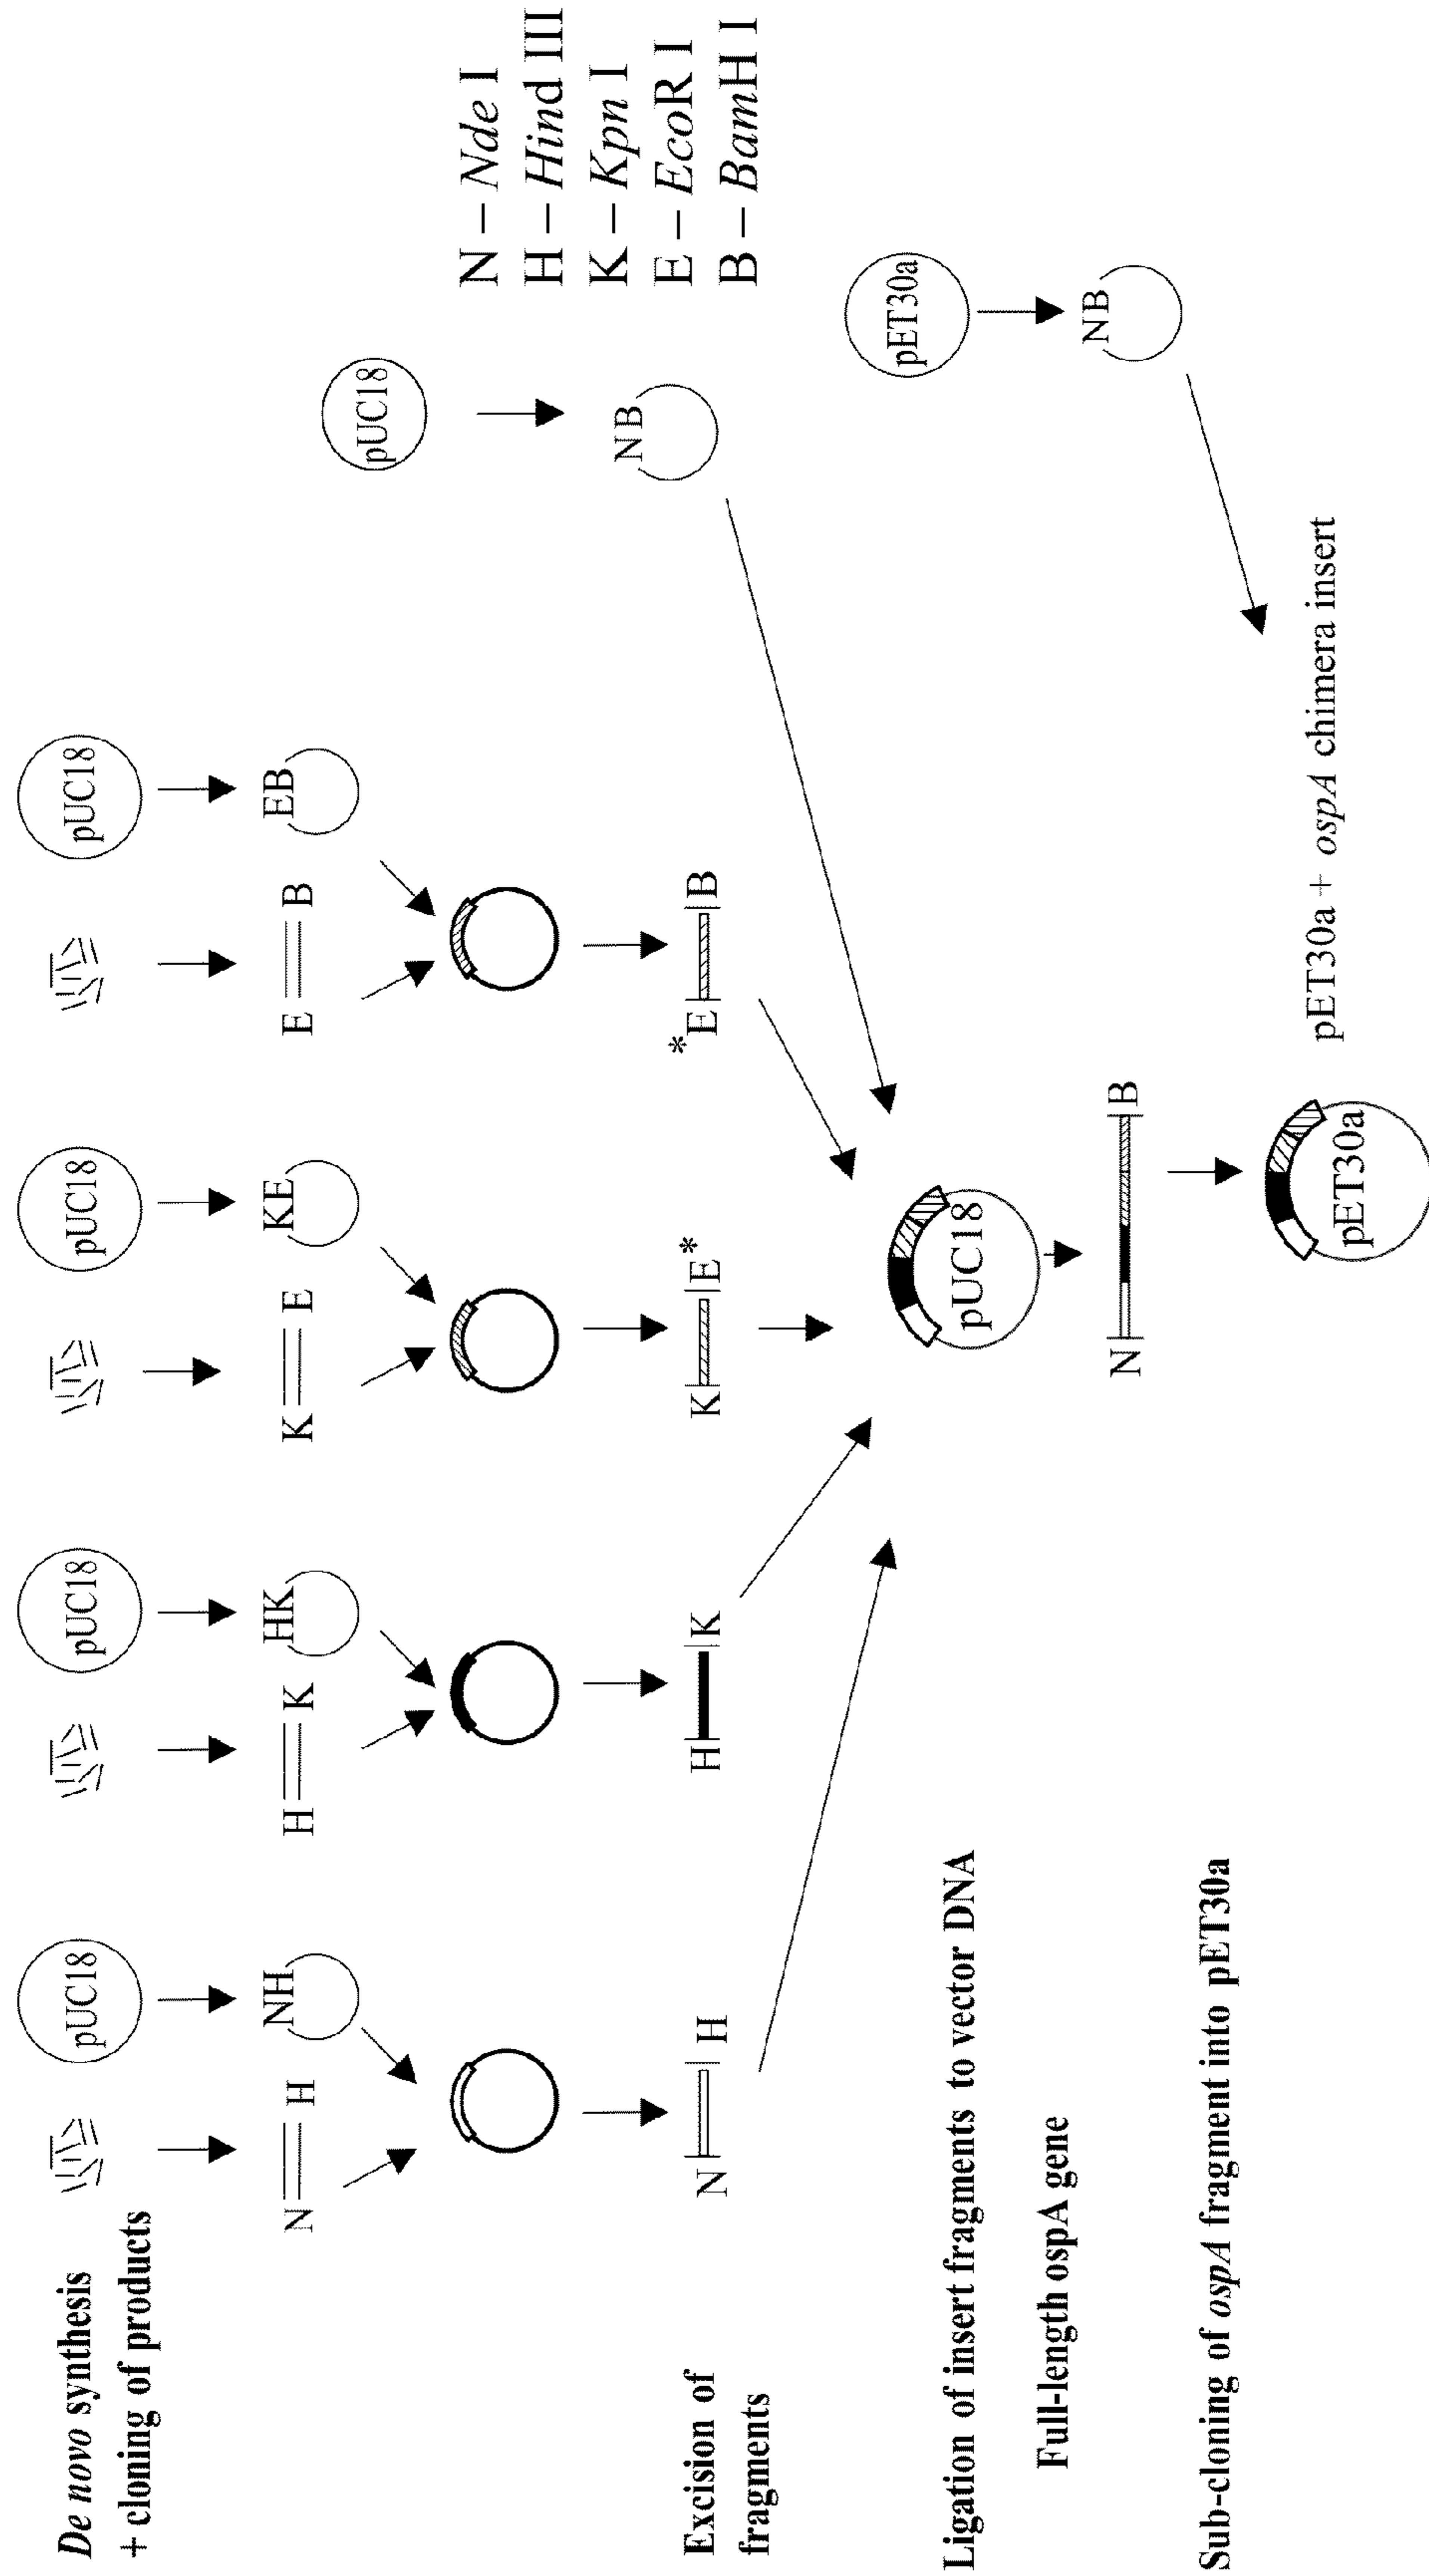 De novo synthesis
+ cloning of products
pUC18
pUC18
pUC18
pUC18
N H
NH
H K
HK
K E
KE
E B
EB
pUC18
NB
N – Nde I
H – Hind III
K – Kpn I
E – EcoR I
B – BamH I
Excision of
fragments
N H
H K
K E*
*E B
pET30a
NB
Ligation of insert fragments to vector DNA
Full-length ospA gene
pUC18
N B
Sub-cloning of ospA fragment into pET30a
pET30a
pET30a + ospA chimera insert